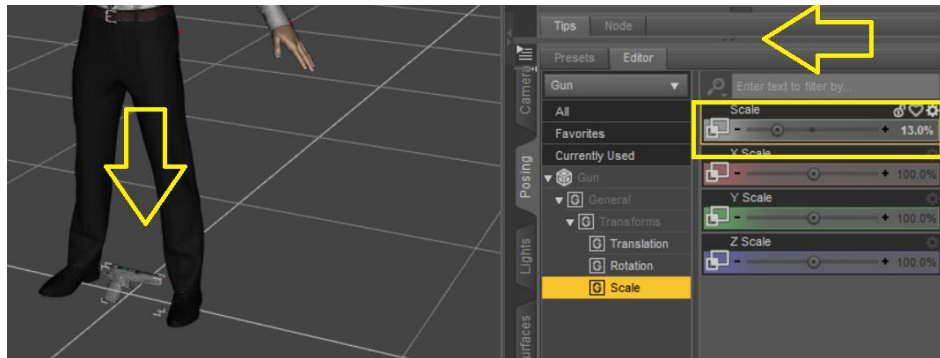 Tips Node
Presets Editor
Camera
Posing
Lights
Surfaces
Gun
All
Favorites
Currently Used
Gun
G General
G Transforms
G Translation
G Rotation
G Scale
Enter text to filter by...
Scale
- + 13.0%
X Scale
- + 100.0%
Y Scale
- + 100.0%
Z Scale
- + 100.0%